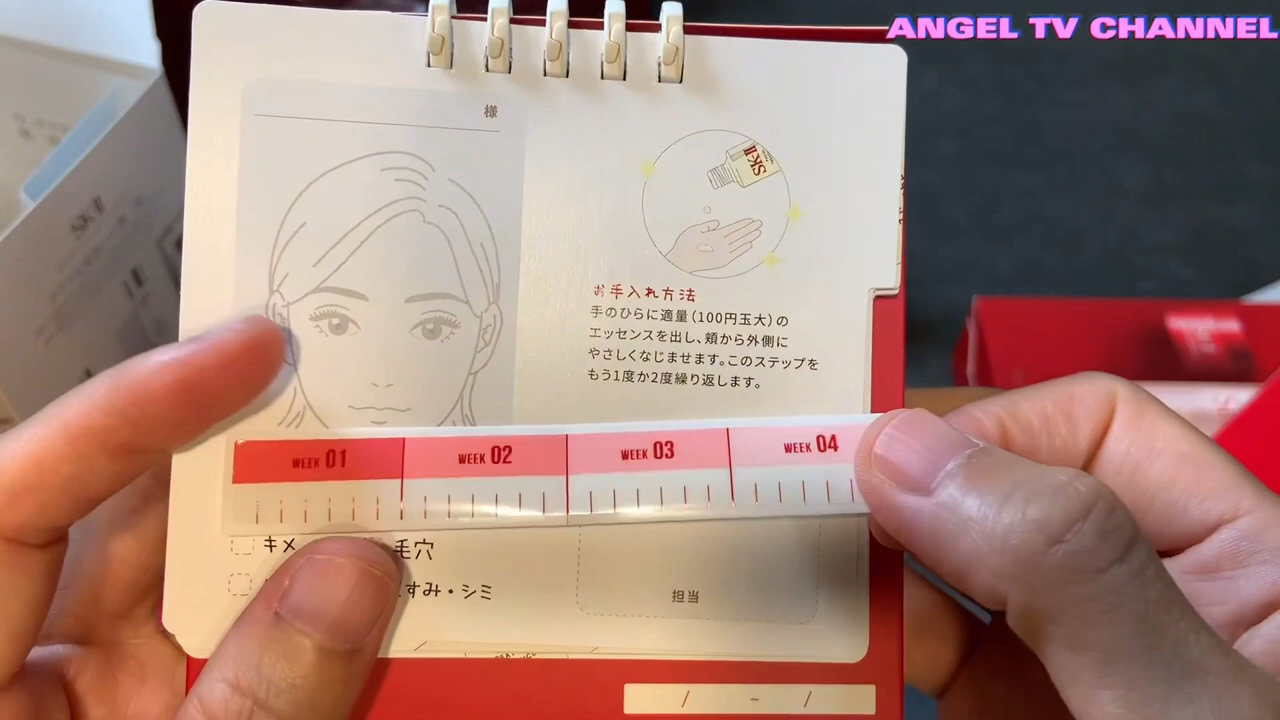 ANGEL TV CHANNEL
様
SK-II
SK-II
お手入れ方法
手のひらに適量(100円玉大)の
エッセンスを出し、頬から外側に
やさしくなじませます。このステップを
もう1度か2度繰り返します。
WEEK 01 WEEK 02 WEEK 03 WEEK 04
キメ 毛穴
すみ・シミ
担当
/ - /